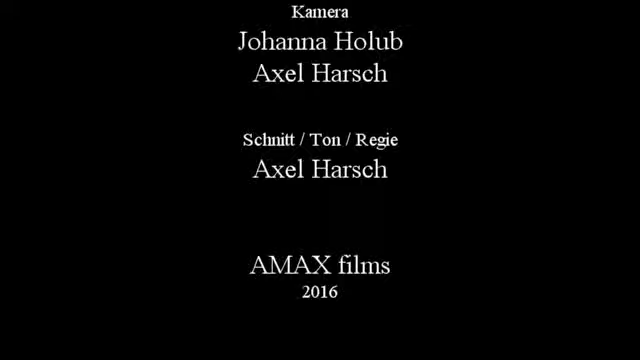 Kamera
Johanna Holub
Axel Harsch
Schnitt / Ton / Regie
Axel Harsch
AMAX films
2016